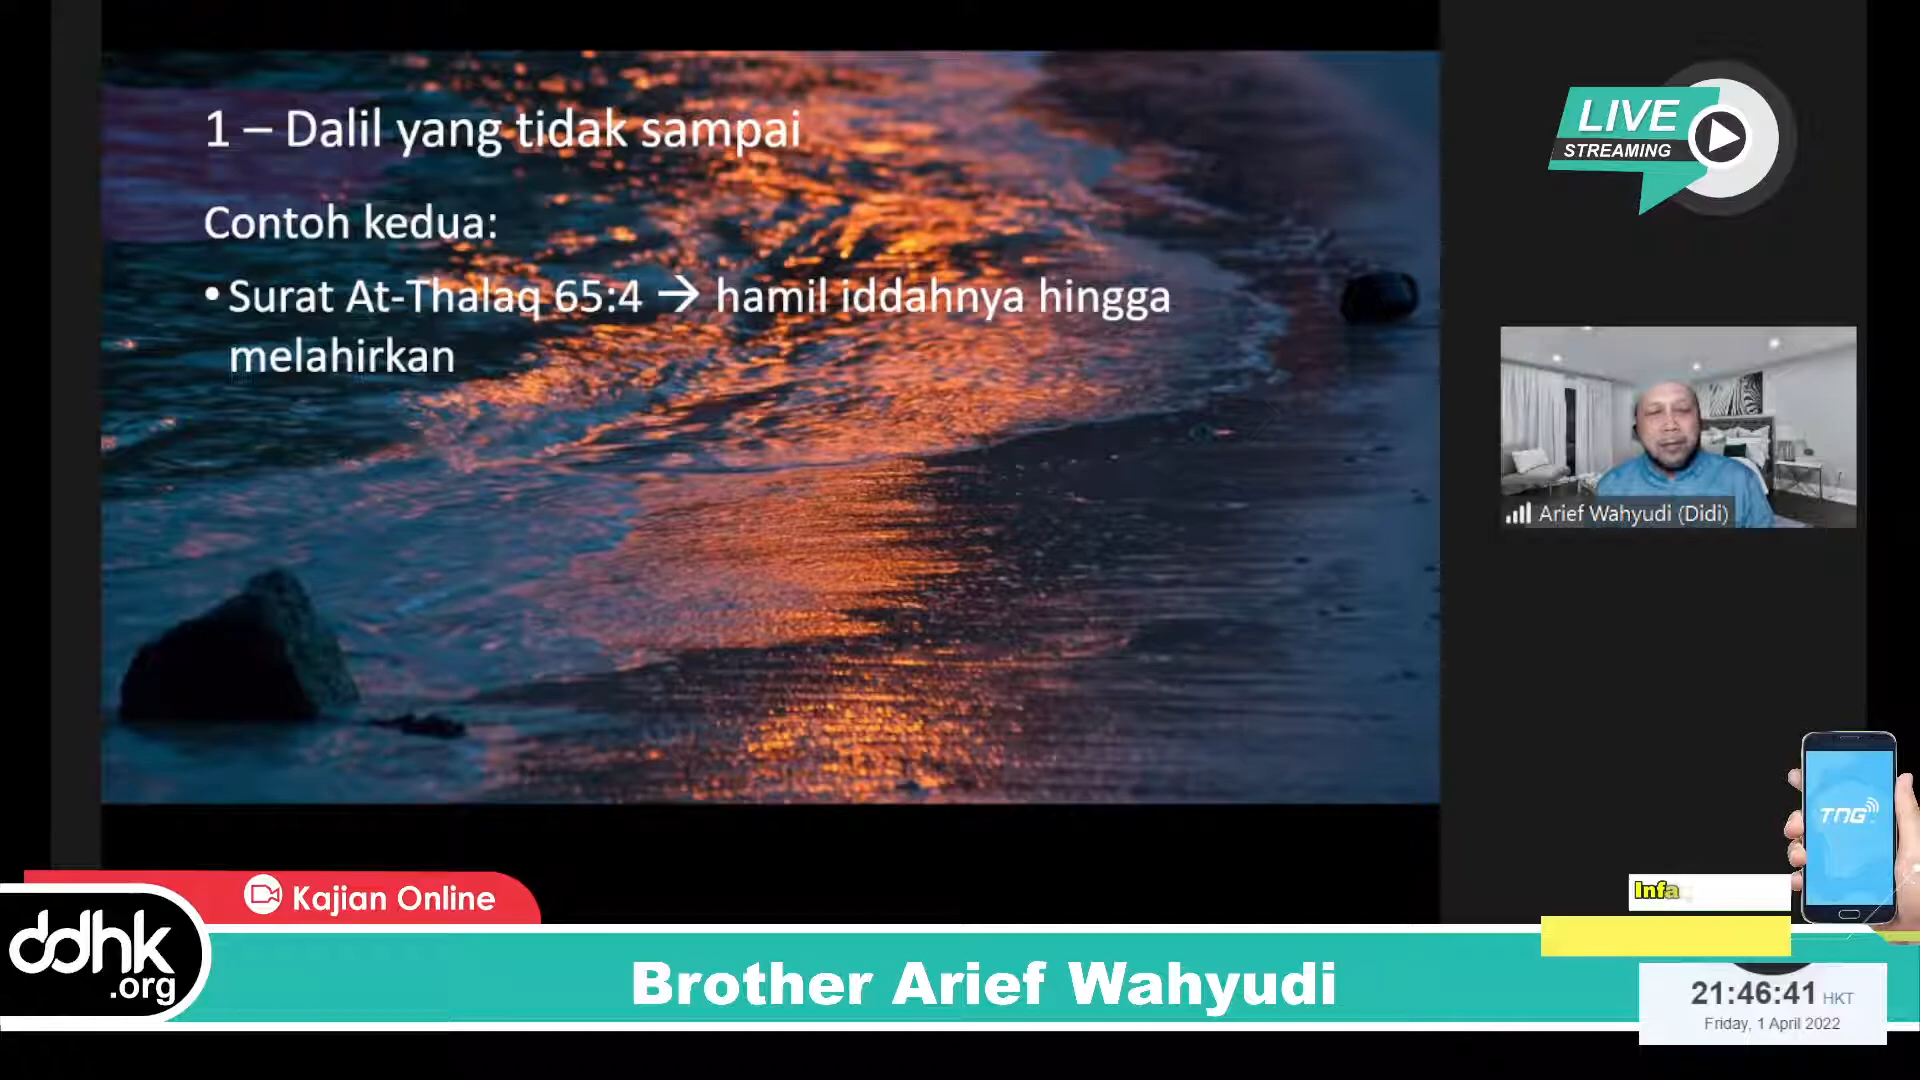 1 – Dalil yang tidak sampai
Contoh kedua:
• Surat At-Thalaq 65:4 → hamil iddahnya hingga
melahirkan
LIVE
STREAMING
Arief Wahyudi (Didi)
TNG
Infa
Kajian Online
ddhk
.org
Brother Arief Wahyudi
21:46:41 HKT
Friday, 1 April 2022